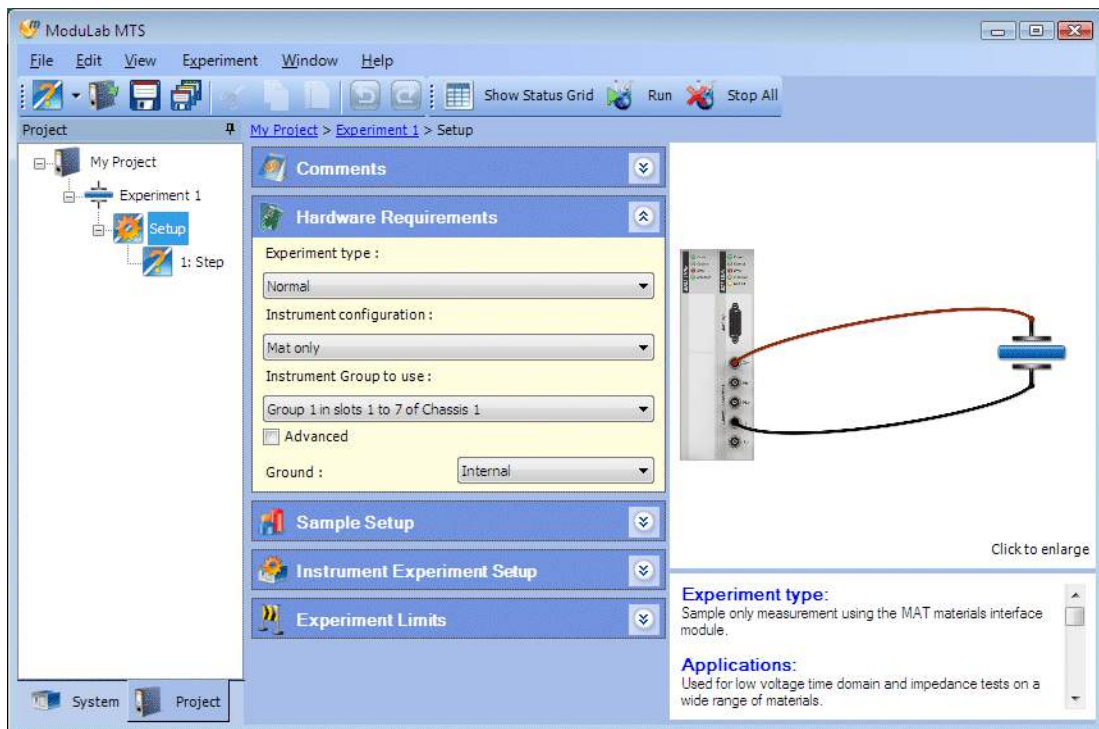 ModuLab MTS
File Edit View Experiment Window Help
Show Status Grid Run Stop All
Project
My Project > Experiment 1 > Setup
My Project
Experiment 1
Setup
1: Step
Comments
Hardware Requirements
Experiment type :
Normal
Instrument configuration :
Mat only
Instrument Group to use :
Group 1 in slots 1 to 7 of Chassis 1
Advanced
Ground :
Internal
Sample Setup
Instrument Experiment Setup
Experiment Limits
Click to enlarge
Experiment type:
Sample only measurement using the MAT materials interface
module.
Applications:
Used for low voltage time domain and impedance tests on a
wide range of materials.
System
Project